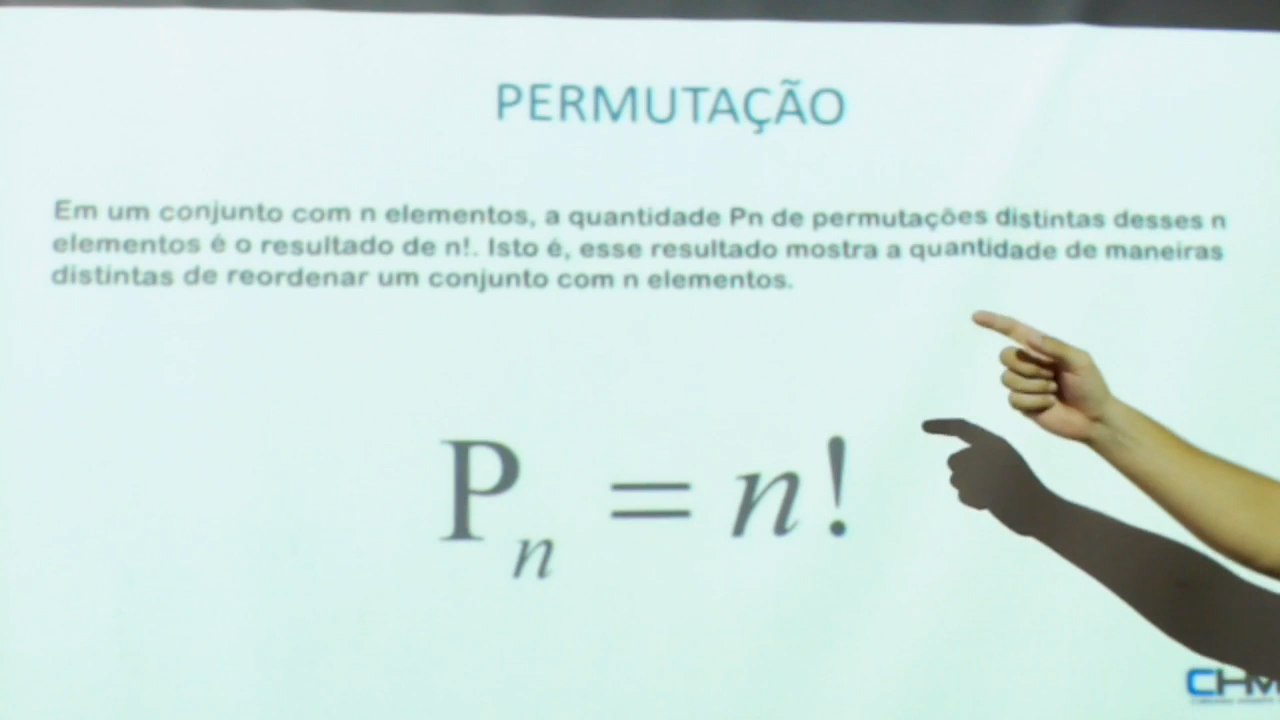 PERMUTAÇÃO
Em um conjunto com n elementos, a quantidade Pn de permutações distintas desses n
elementos é o resultado de n!. Isto é, esse resultado mostra a quantidade de maneiras
distintas de reordenar um conjunto com n elementos.
Pn = n!
CHM